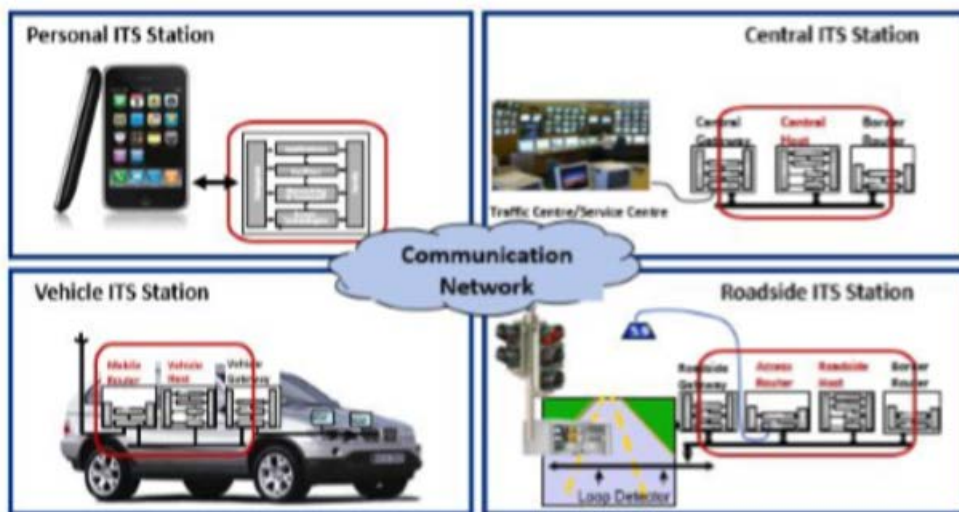 Personal ITS Station
Central ITS Station
Central
Gateway
Central
Host
Border
Router
Traffic Centre/Service Centre
Communication
Network
Vehicle ITS Station
Mobile
Router
Vehicle
Host
Vehicle
Gateway
Roadside ITS Station
Roadside
Gateway
Access
Router
Roadside
Host
Border
Router
Loop Detector